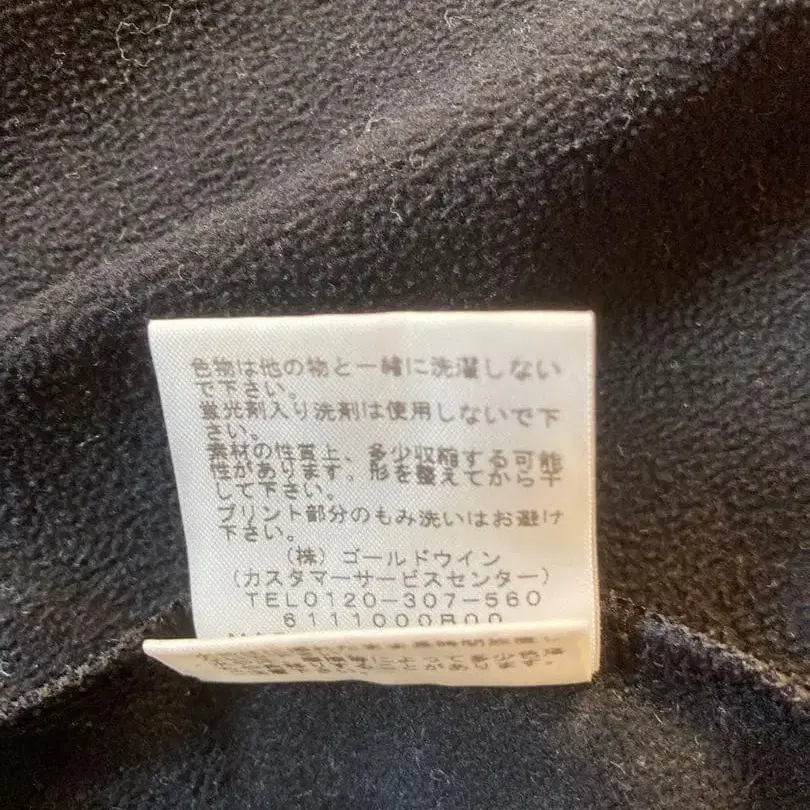 色物は他の物と一緒に洗濯しない
で下さい。
蛍光剤入り洗剤は使用しないで下
さい。
素材の性質上、多少収縮する可能
性があります。形を整えてから干
して下さい。
プリント部分のもみ洗いはお避け
下さい。
(株)ゴールドウイン
(カスタマーサービスセンター)
TEL0120-307-560
6111000B00